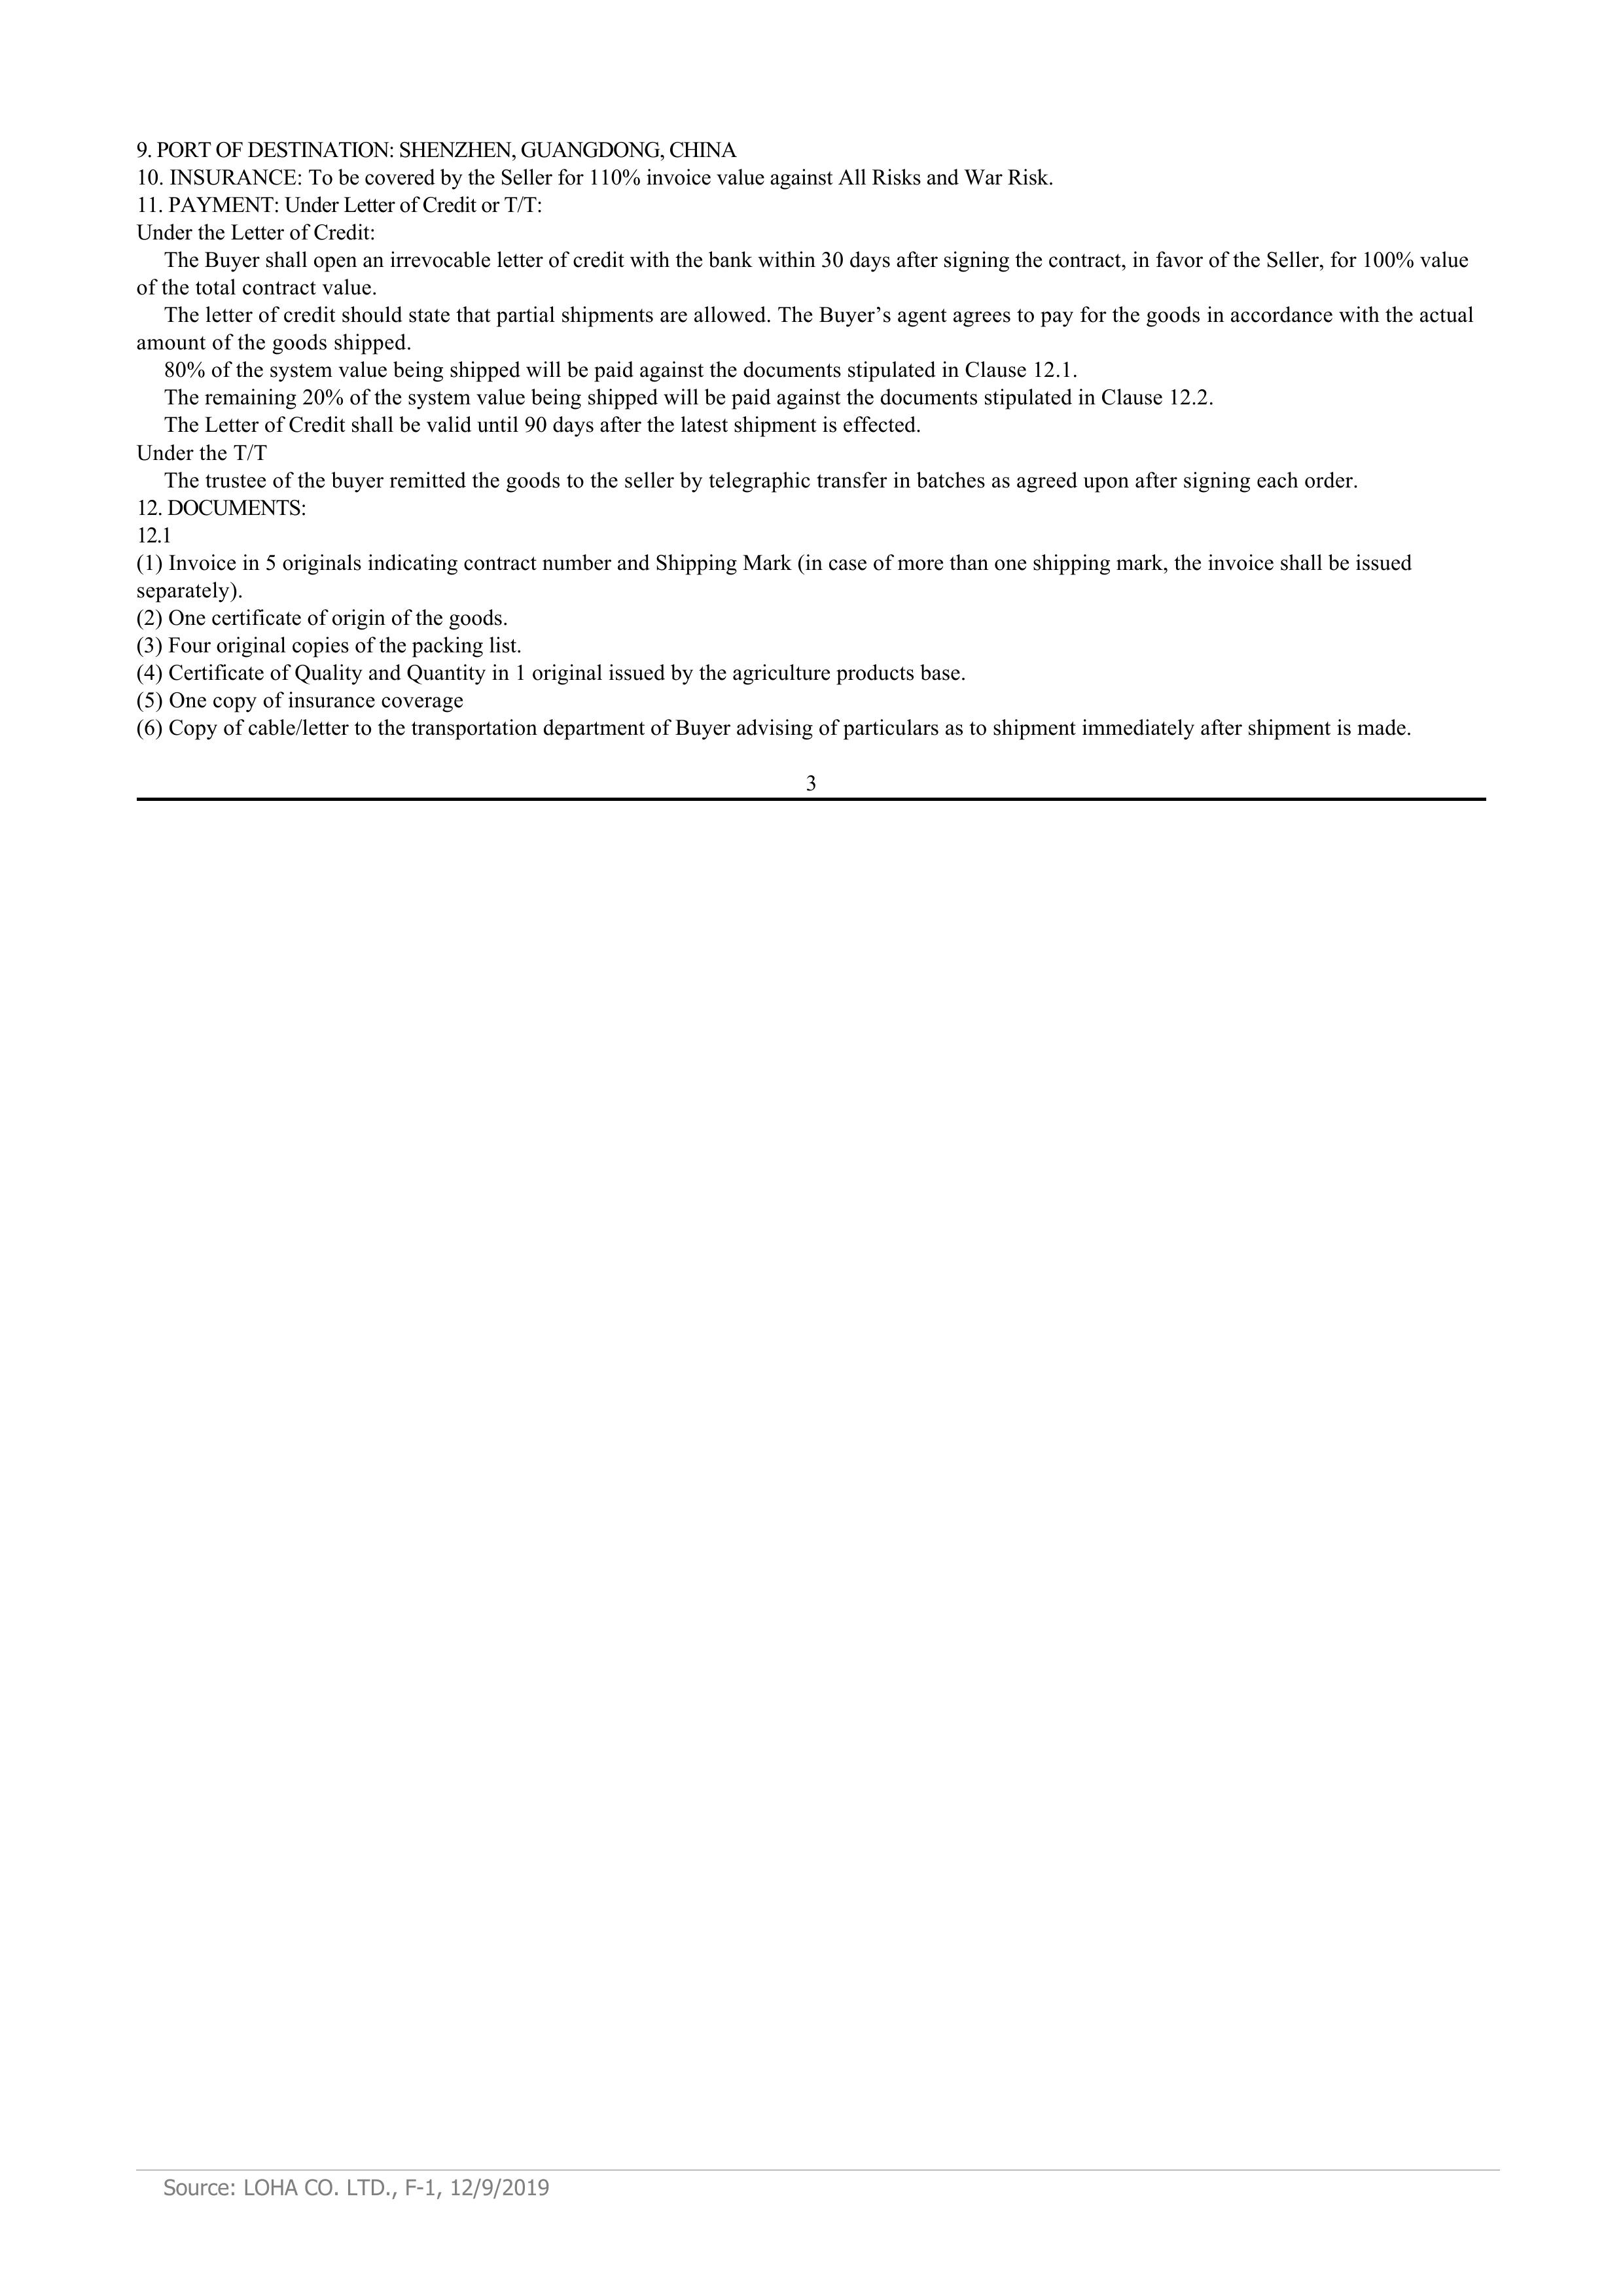 9. PORT OF DESTINATION: SHENZHEN, GUANGDONG, CHINA
10. INSURANCE: To be covered by the Seller for 110% invoice value against All Risks and War Risk.
11. PAYMENT: Under Letter of Credit or T/T:
Under the Letter of Credit:
The Buyer shall open an irrevocable letter of credit with the bank within 30 days after signing the contract, in favor of the Seller, for 100% value
of the total contract value.
The letter of credit should state that partial shipments are allowed. The Buyer’s agent agrees to pay for the goods in accordance with the actual
amount of the goods shipped.
80% of the system value being shipped will be paid against the documents stipulated in Clause 12.1.
The remaining 20% of the system value being shipped will be paid against the documents stipulated in Clause 12.2.
The Letter of Credit shall be valid until 90 days after the latest shipment is effected.
Under the T/T
The trustee of the buyer remitted the goods to the seller by telegraphic transfer in batches as agreed upon after signing each order.
12. DOCUMENTS:
12.1
(1) Invoice in 5 originals indicating contract number and Shipping Mark (in case of more than one shipping mark, the invoice shall be issued
separately).
(2) One certificate of origin of the goods.
(3) Four original copies of the packing list.
(4) Certificate of Quality and Quantity in 1 original issued by the agriculture products base.
(5) One copy of insurance coverage
(6) Copy of cable/letter to the transportation department of Buyer advising of particulars as to shipment immediately after shipment is made.
3
Source: LOHA CO. LTD., F-1, 12/9/2019